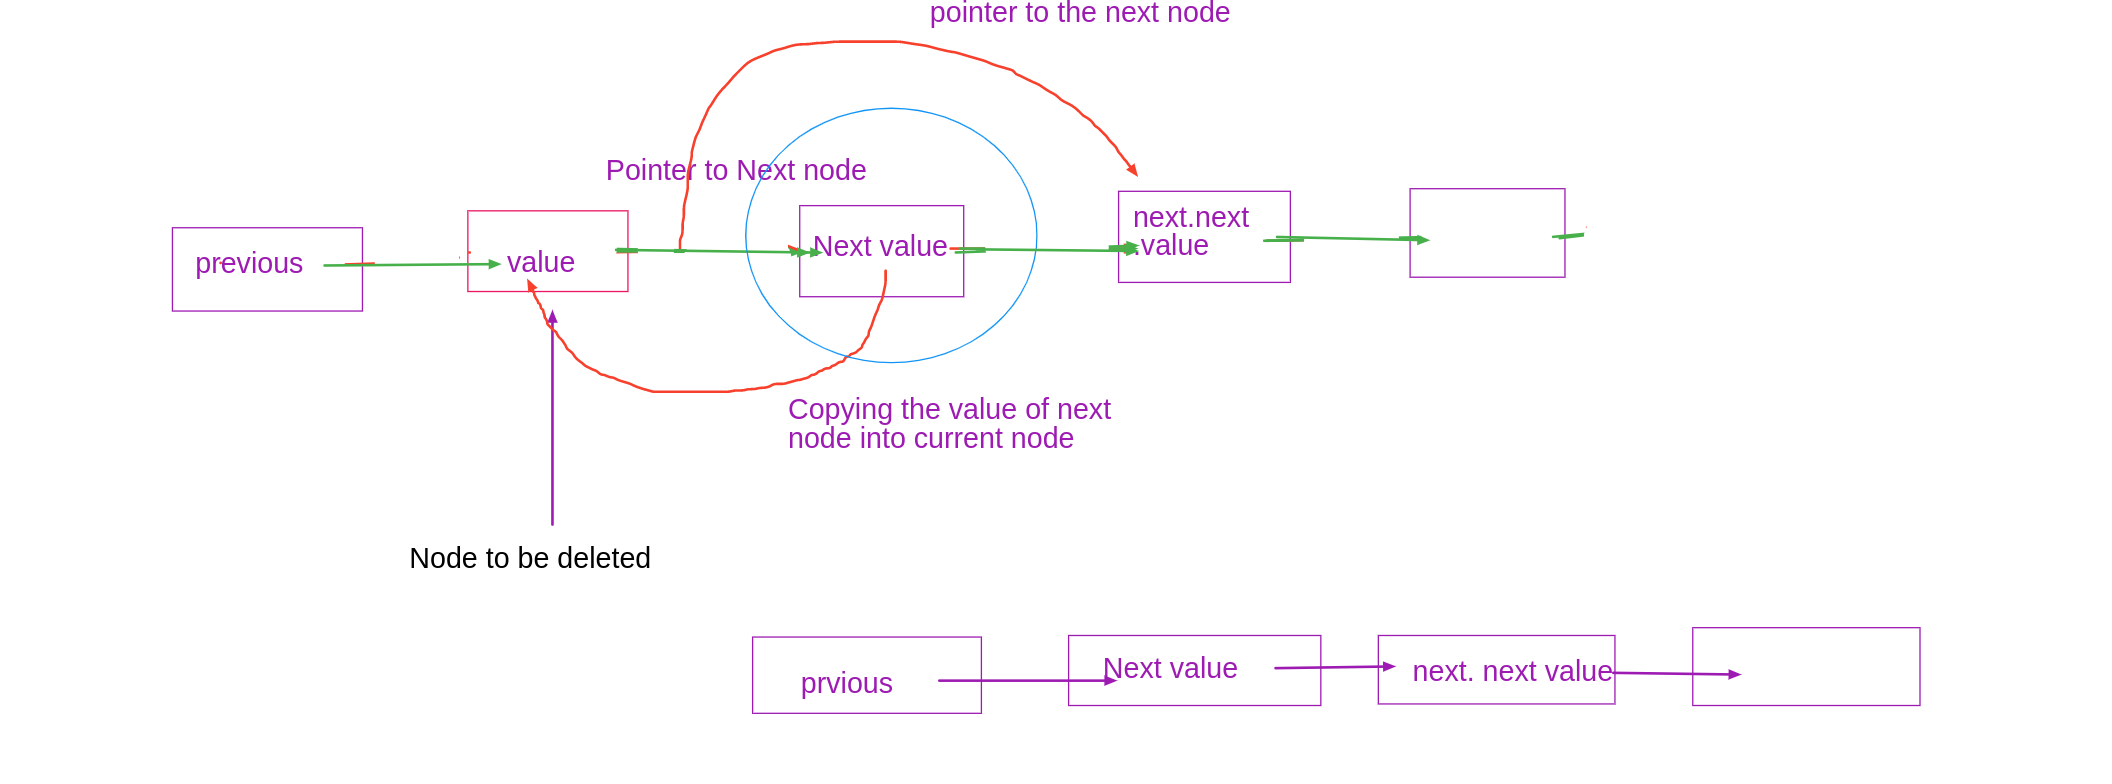 pointer to the next node
Pointer to Next node
previous
value
Next value
next.next
.value
Copying the value of next
node into current node
Node to be deleted
prvious
Next value
next. next value